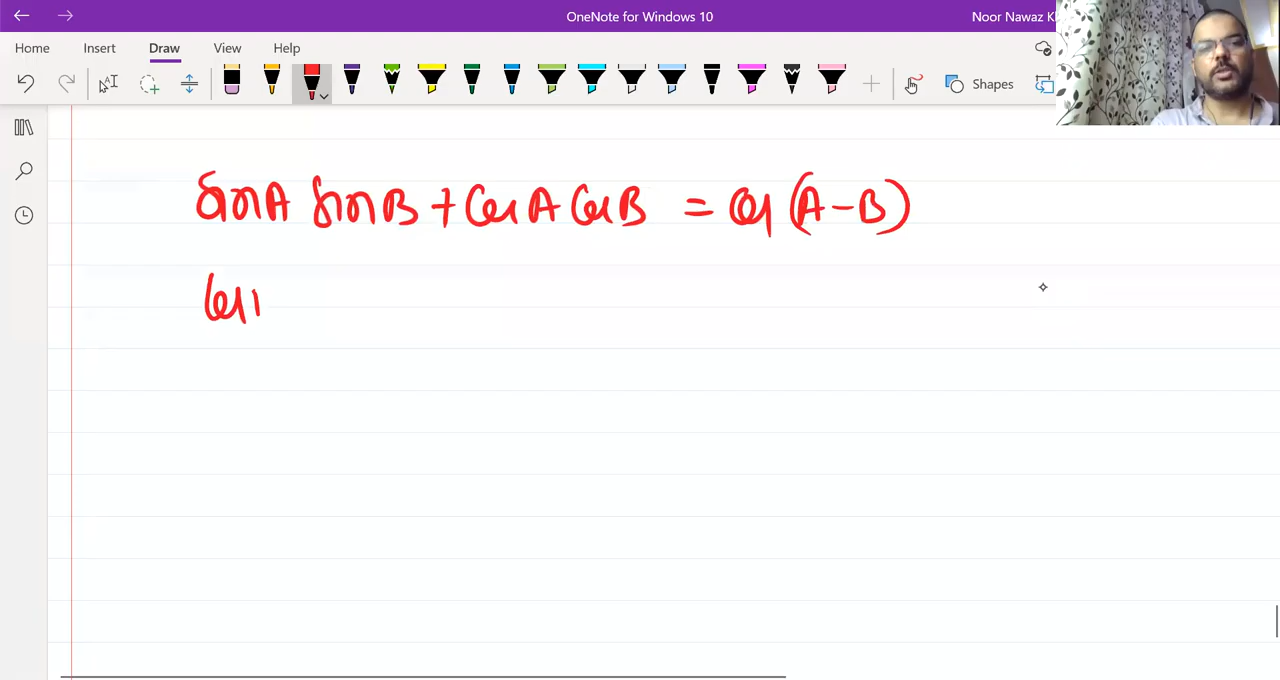 OneNote for Windows 10
Noor Nawaz
Home Insert Draw View Help
Shapes
sinA sinB + cosA cosB = cos(A-B)
cos